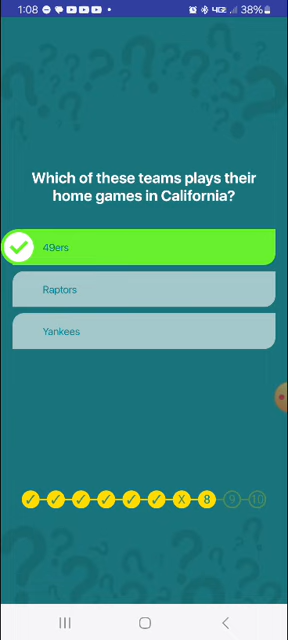 1:08
4GE 38%
Which of these teams plays their
home games in California?
49ers
Raptors
Yankees
X 8 9 10